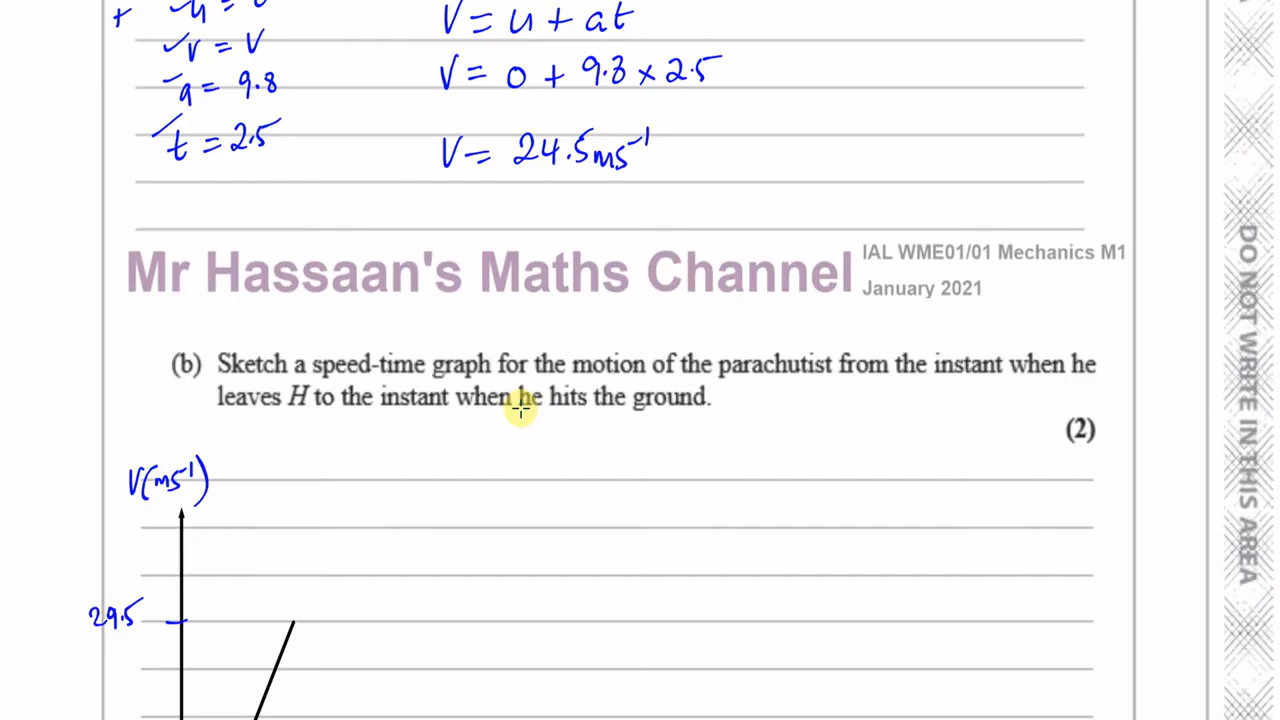 + u = 0
V = u + at
✓ v = V
V = 0 + 9.8 × 2.5
a = 9.8
t = 2.5
V = 24.5 ms⁻¹
Mr Hassaan's Maths Channel
IAL WME01/01 Mechanics M1
January 2021
(b) Sketch a speed-time graph for the motion of the parachutist from the instant when he
leaves H to the instant when he hits the ground.
(2)
V(ms⁻¹)
29.5
DO NOT WRITE IN THIS AREA